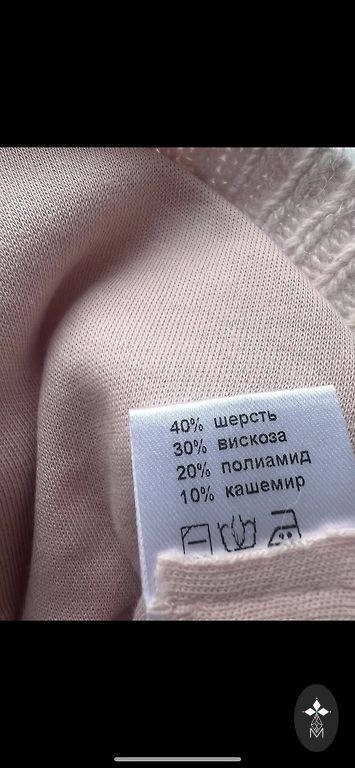 40% шерсть
30% вискоза
20% полиамид
10% кашемир
M